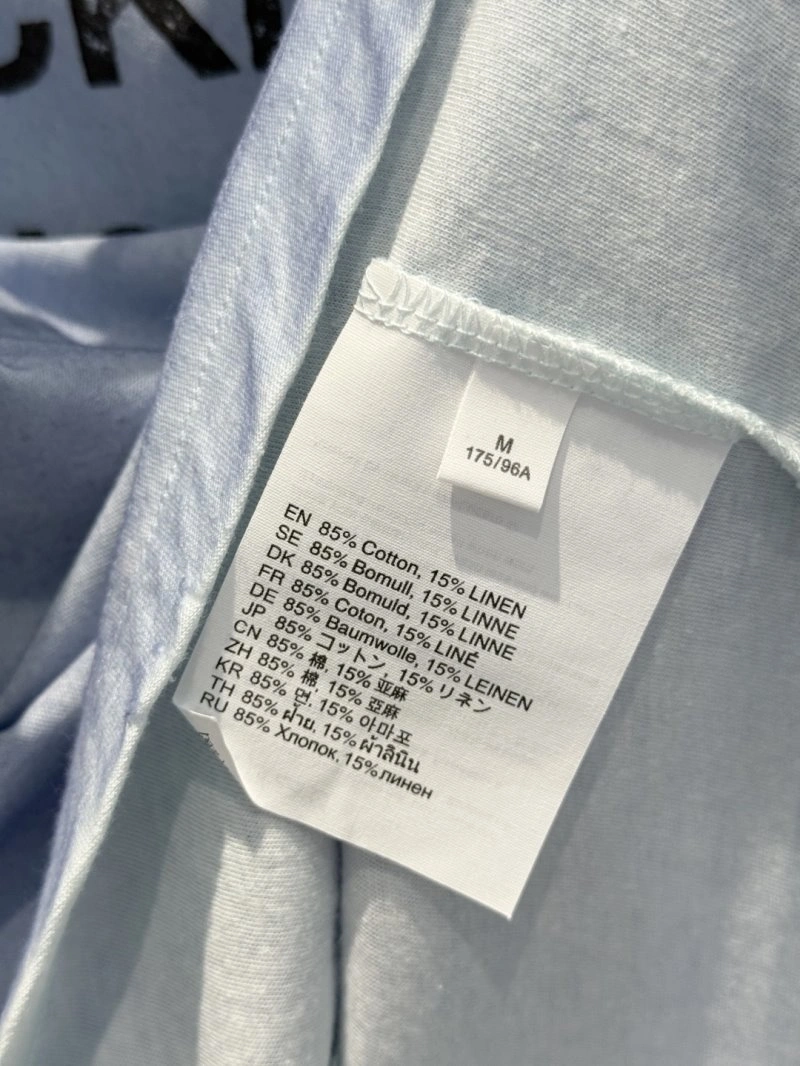 M
175/96A
EN 85% Cotton, 15% LINEN
SE 85% Bomull, 15% LINNE
DK 85% Bomuld, 15% LINNE
FR 85% Coton, 15% LINÉ
DE 85% Baumwolle, 15% LEINEN
JP 85% コットン, 15% リネン
CN 85% 棉, 15% 亚麻
ZH 85% 棉, 15% 亞麻
KR 85% 면, 15% 아마포
TH 85% ฝ้าย, 15% ผ้าลินิน
RU 85% Хлопок, 15% линөн